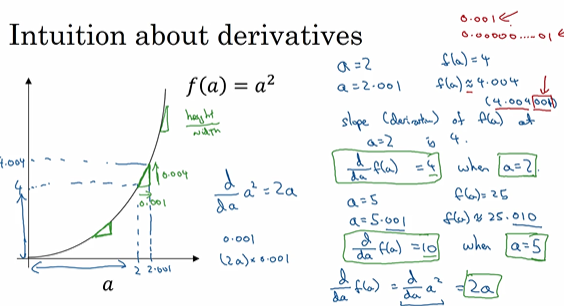 0.001
0.00000.....01
Intuition about derivatives
f(a) = a²
height
width
4.004
4
0.004
0.001
2 2.001
a
d/da a² = 2a
0.001
(2a) × 0.001
a = 2 f(a) = 4
a = 2.001 f(a) ≈ 4.004
(4.004001)
slope (derivative) of f(a) at
a = 2 is 4.
d/da f(a) = 4 when a = 2
a = 5 f(a) = 25
a = 5.001 f(a) ≈ 25.010
d/da f(a) = 10 when a = 5
d/da f(a) = d/da a² = 2a